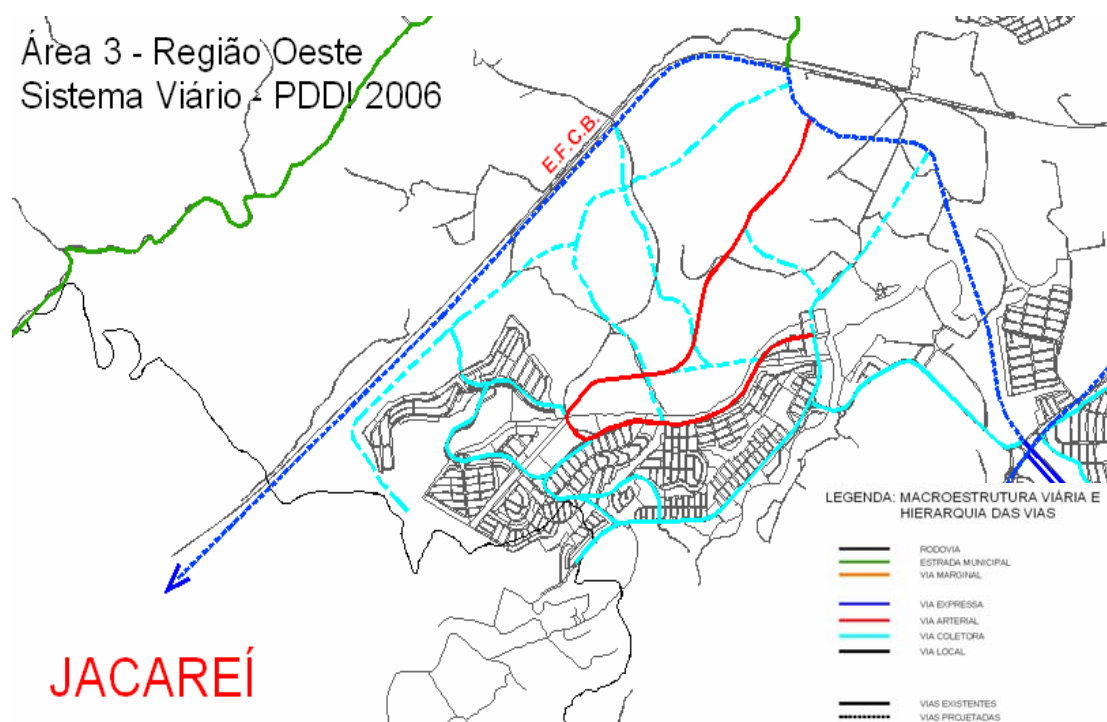 Área 3 - Região Oeste
Sistema Viário - PDDI 2006
E.F.C.B.
JACAREÍ
LEGENDA: MACROESTRUTURA VIÁRIA E
HIERARQUIA DAS VIAS
RODOVIA
ESTRADA MUNICIPAL
VIA MARGINAL
VIA EXPRESSA
VIA ARTERIAL
VIA COLETORA
VIA LOCAL
VIAS EXISTENTES
VIAS PROJETADAS